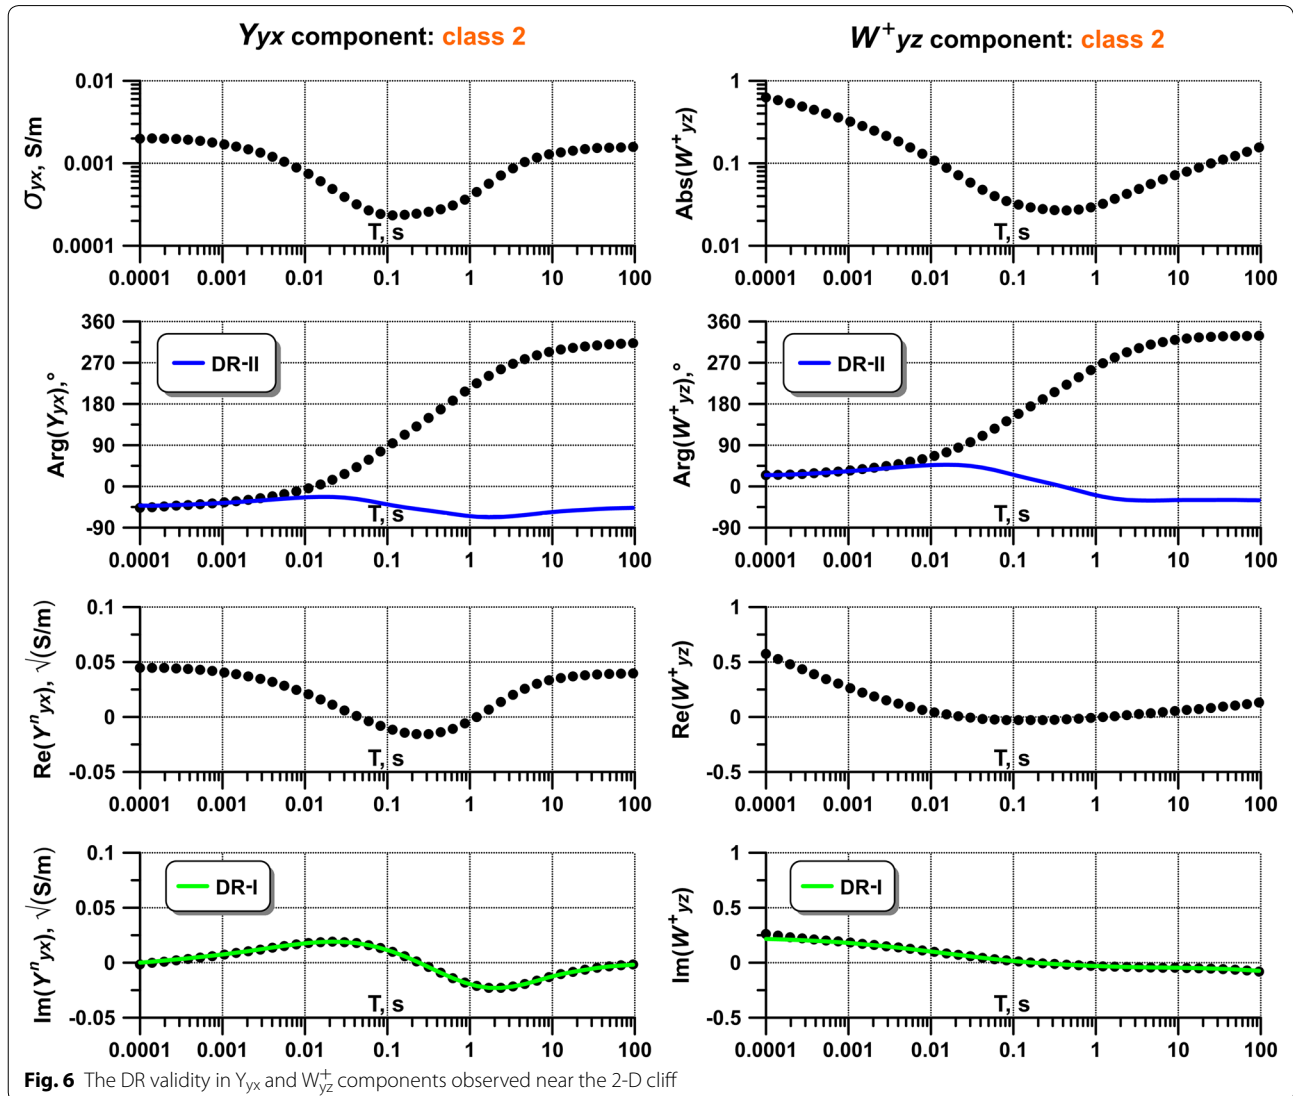 Yyx component: class 2
W⁺yz component: class 2
σyx, S/m
0.01
0.001
0.0001
T, s
0.0001 0.001 0.01 0.1 1 10 100
Abs(W⁺yz)
1
0.1
0.01
T, s
0.0001 0.001 0.01 0.1 1 10 100
Arg(Yyx),°
360
270
180
90
0
-90
DR-II
T, s
0.0001 0.001 0.01 0.1 1 10 100
Arg(W⁺yz),°
360
270
180
90
0
-90
DR-II
T, s
0.0001 0.001 0.01 0.1 1 10 100
Re(Yⁿyx), √(S/m)
0.1
0.05
0
-0.05
T, s
0.0001 0.001 0.01 0.1 1 10 100
Re(W⁺yz)
1
0.5
0
-0.5
T, s
0.0001 0.001 0.01 0.1 1 10 100
Im(Yⁿyx), √(S/m)
0.1
0.05
0
-0.05
DR-I
T, s
0.0001 0.001 0.01 0.1 1 10 100
Im(W⁺yz)
1
0.5
0
-0.5
DR-I
T, s
0.0001 0.001 0.01 0.1 1 10 100
Fig. 6 The DR validity in Yyx and W⁺yz components observed near the 2-D cliff